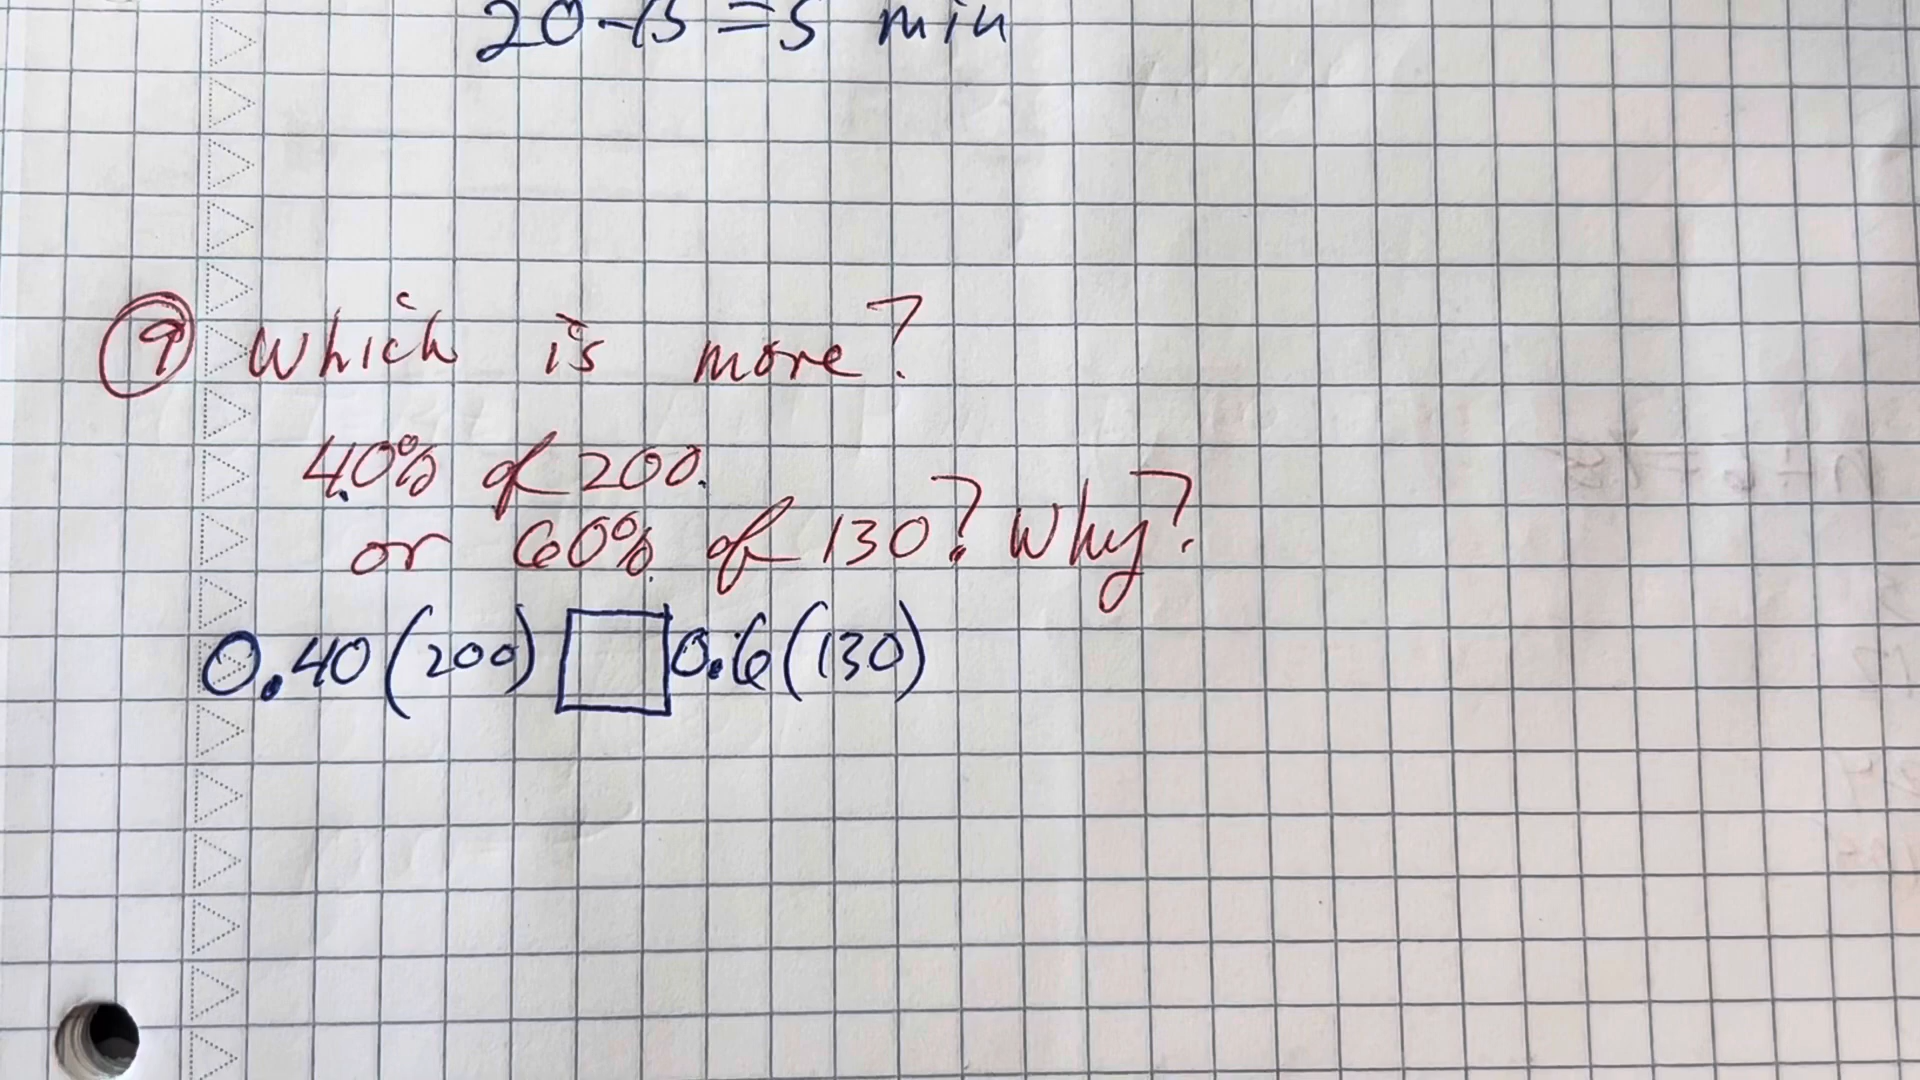 20-15=5 min
9 Which is more?
40% of 200.
or 60% of 130? Why?
0.40(200) □ 0.6(130)